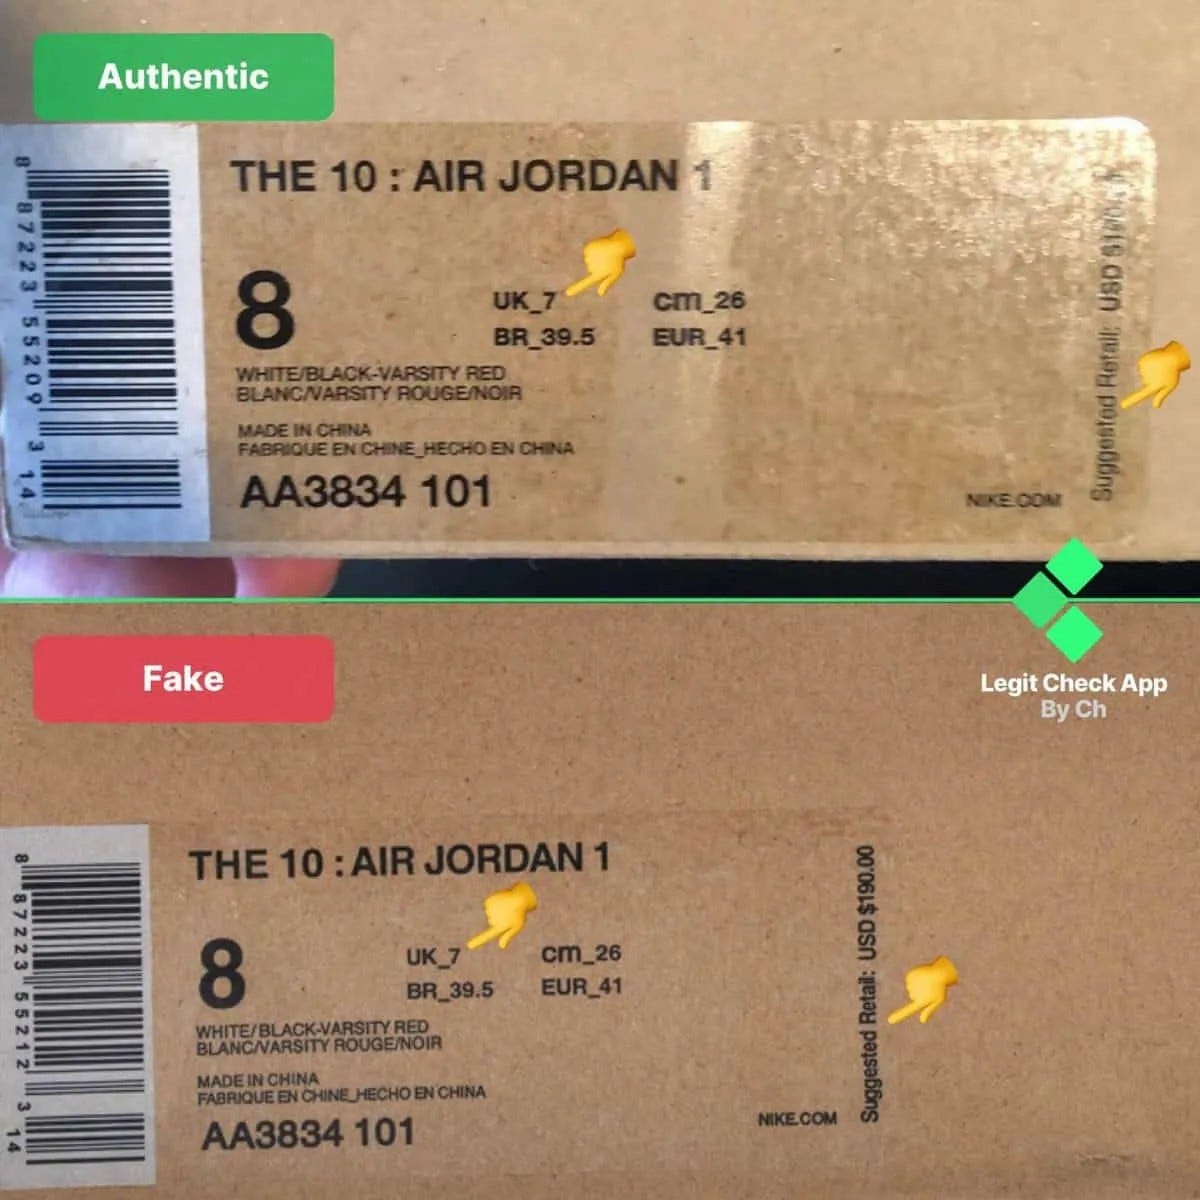 Authentic
8 87223 55209 3 14
THE 10 : AIR JORDAN 1
8
UK_7 cm_26
BR_39.5 EUR_41
WHITE/BLACK-VARSITY RED
BLANC/VARSITY ROUGE/NOIR
MADE IN CHINA
FABRIQUE EN CHINE_HECHO EN CHINA
AA3834 101
NIKE.COM
Suggested Retail: USD
Fake
Legit Check App
By Ch
8 87223 55212 3 14
THE 10 : AIR JORDAN 1
8
UK_7 cm_26
BR_39.5 EUR_41
WHITE/BLACK-VARSITY RED
BLANC/VARSITY ROUGE/NOIR
MADE IN CHINA
FABRIQUE EN CHINE_HECHO EN CHINA
AA3834 101
NIKE.COM
Suggested Retail: USD $190.00